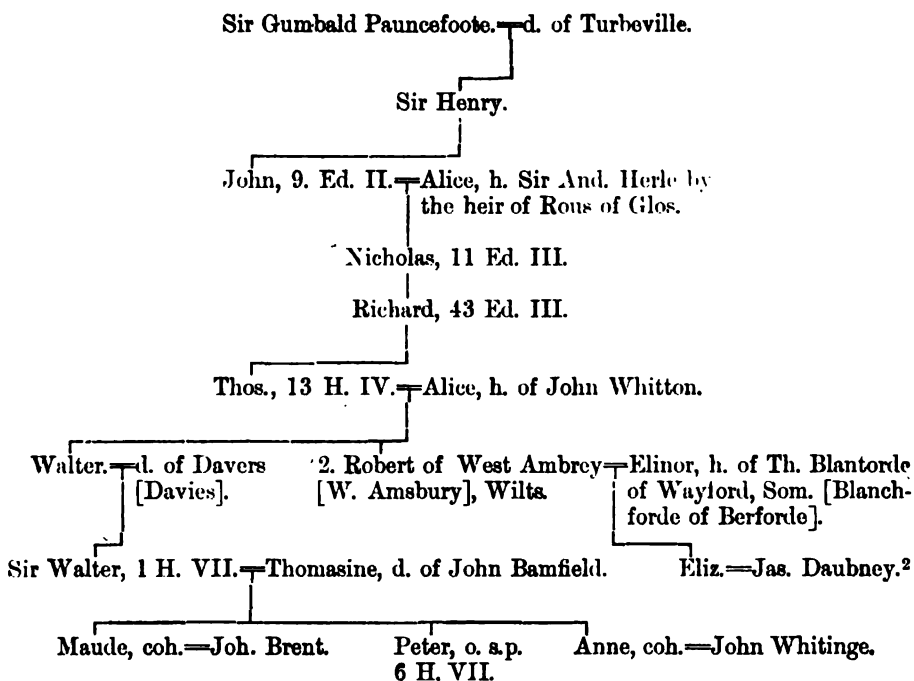 Sir Gumbald Pauncefoote.=d. of Turbeville.
Sir Henry.
John, 9. Ed. II.=Alice, h. Sir And. Herle by
the heir of Rous of Glos.
Nicholas, 11 Ed. III.
Richard, 43 Ed. III.
Thos., 13 H. IV.=Alice, h. of John Whitton.
Walter.=d. of Davers
[Davies].
2. Robert of West Ambrey=Elinor, h. of Th. Blantorde
[W. Amsbury], Wilts.
of Wayford, Som. [Blanch-
forde of Berforde].
Sir Walter, 1 H. VII.=Thomasine, d. of John Bamfield.
Eliz.=Jas. Daubney.²
Maude, coh.=Joh. Brent.
Peter, o. s.p.
6 H. VII.
Anne, coh.=John Whitinge.